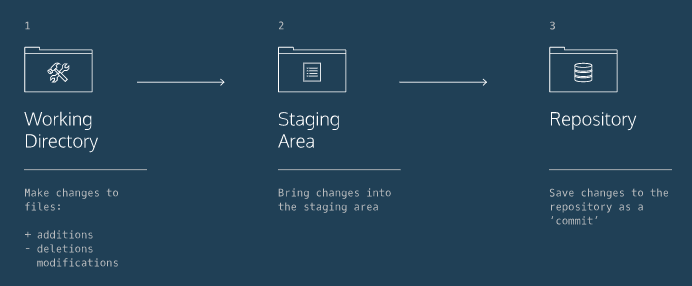 1
Working
Directory
Make changes to
files:
+ additions
- deletions
modifications
2
Staging
Area
Bring changes into
the staging area
3
Repository
Save changes to the
repository as a
‘commit’